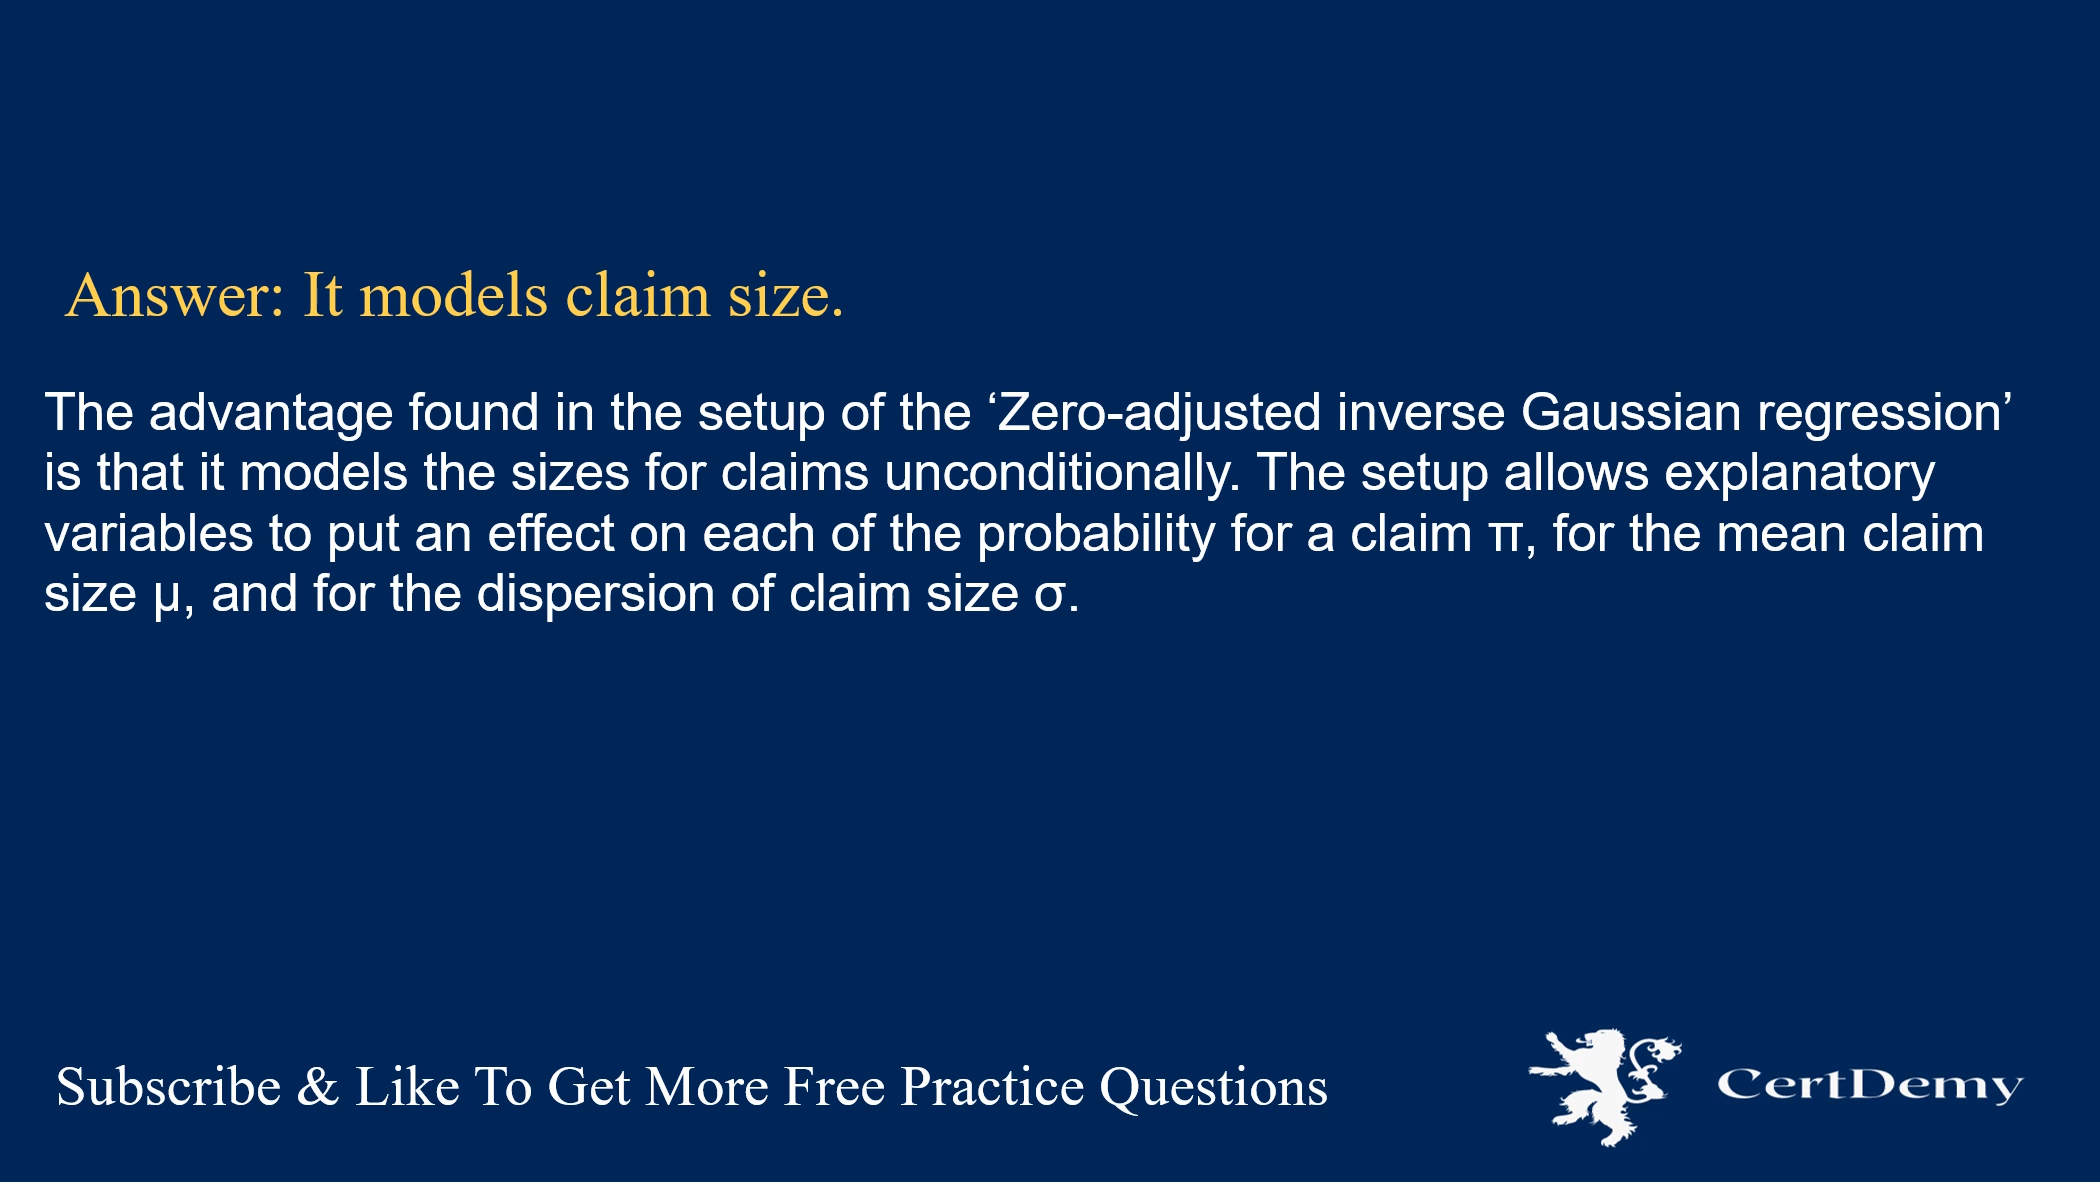 Answer: It models claim size.
The advantage found in the setup of the ‘Zero-adjusted inverse Gaussian regression’
is that it models the sizes for claims unconditionally. The setup allows explanatory
variables to put an effect on each of the probability for a claim π, for the mean claim
size μ, and for the dispersion of claim size σ.
Subscribe & Like To Get More Free Practice Questions
CertDemy